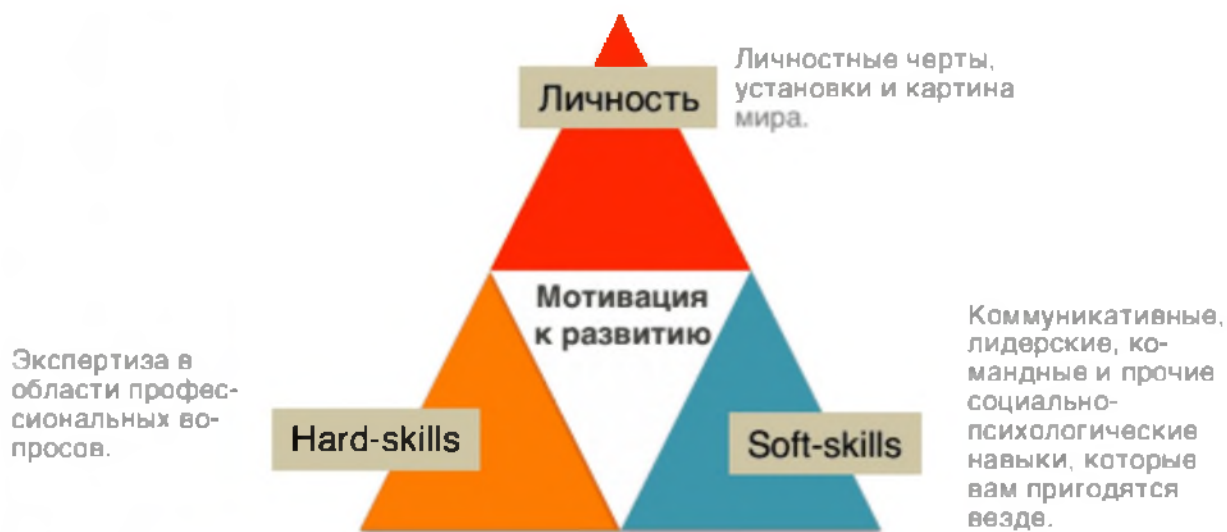 Личность
Личностные черты,
установки и картина
мира.
Мотивация
к развитию
Экспертиза в
области профес-
сиональных во-
просов.
Hard-skills
Soft-skills
Коммуникативные,
лидерские, ко-
мандные и прочие
социально-
психологические
навыки, которые
вам пригодятся
везде.